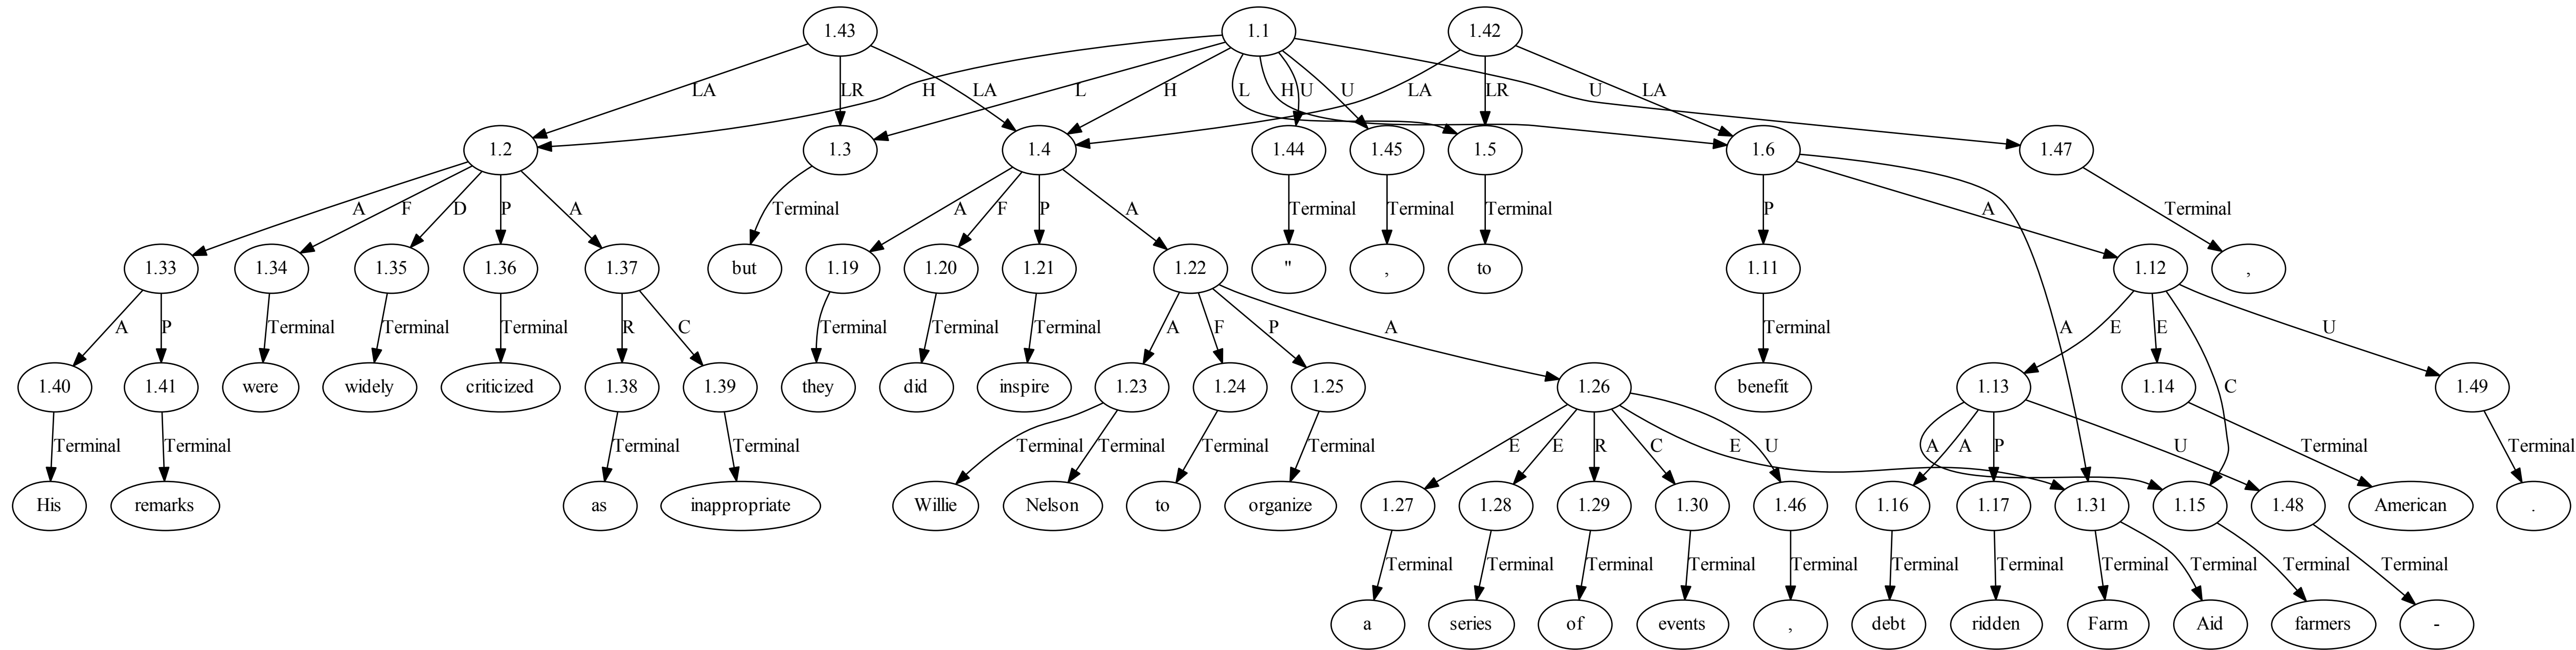 1.43 1.1 1.42
LA LR LA H L H L H U U LA LR LA U
1.2 1.3 1.4 1.44 1.45 1.5 1.6 1.47
A F D P A Terminal A F P A Terminal Terminal Terminal P A A Terminal
1.33 1.34 1.35 1.36 1.37 but 1.19 1.20 1.21 1.22 " , to 1.11 1.12 ,
A P Terminal Terminal Terminal R C Terminal Terminal Terminal A F P A Terminal E E C U
1.40 1.41 were widely criticized 1.38 1.39 they did inspire 1.23 1.24 1.25 1.26 benefit 1.13 1.14 1.49
Terminal Terminal Terminal Terminal Terminal Terminal Terminal Terminal E E R C E U A A P U Terminal Terminal
His remarks as inappropriate Willie Nelson to organize 1.27 1.28 1.29 1.30 1.46 1.16 1.17 1.31 1.15 1.48 American .
Terminal Terminal Terminal Terminal Terminal Terminal Terminal Terminal Terminal Terminal Terminal
a series of events , debt ridden Farm Aid farmers -